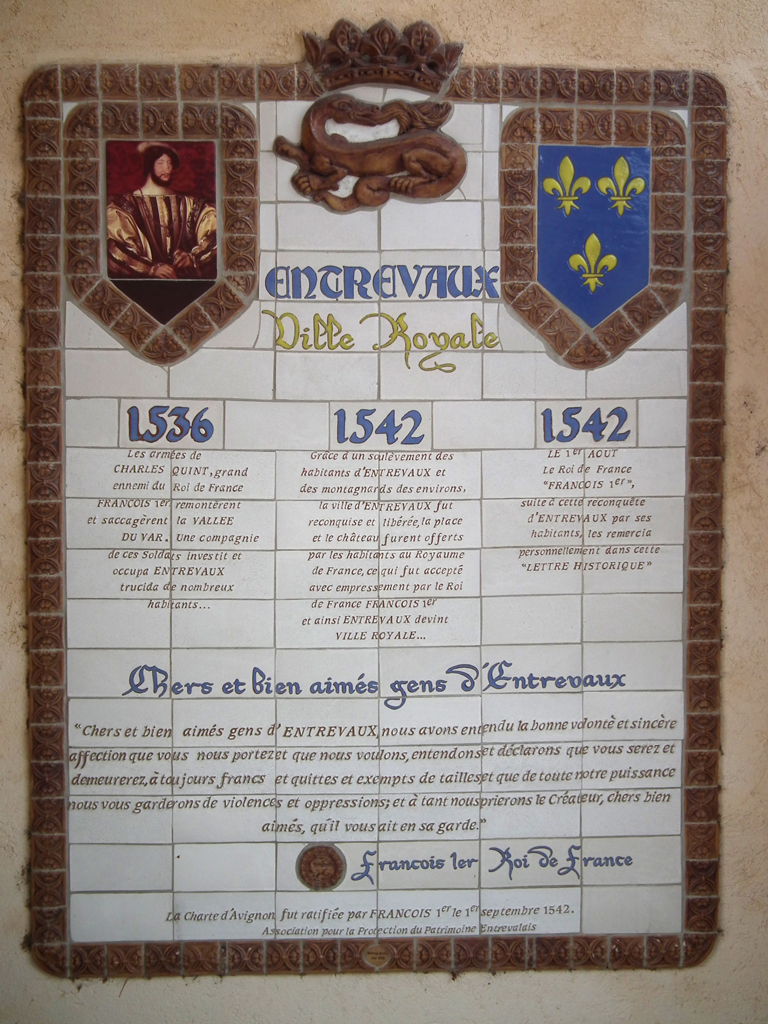 ENTREVAUX
Ville Royale
1536
Les armées de
CHARLES QUINT, grand
ennemi du Roi de France
FRANCOIS 1er remontèrent
et saccagèrent la VALLEE
DU VAR. Une compagnie
de ces Soldats investit et
occupa ENTREVAUX
trucida de nombreux
habitants...
1542
Grâce à un soulèvement des
habitants d'ENTREVAUX et
des montagnards des environs,
la ville d'ENTREVAUX fut
reconquise et libérée, la place
et le château furent offerts
par les habitants au Royaume
de France, ce qui fut accepté
avec empressement par le Roi
de France FRANCOIS 1er
et ainsi ENTREVAUX devint
VILLE ROYALE...
1542
LE 1er AOUT
Le Roi de France
"FRANCOIS 1er",
suite à cette reconquête
d'ENTREVAUX par ses
habitants, les remercia
personnellement dans cette
"LETTRE HISTORIQUE"
Chers et bien aimés gens d'Entrevaux
"Chers et bien aimés gens d'ENTREVAUX, nous avons entendu la bonne volontè et sincère
affection que vous nous portez et que nous voulons, entendons et déclarons que vous serez et
demeurerez, à toujours francs et quittes et exempts de tailles et que de toute notre puissance
nous vous garderons de violences et oppressions; et à tant nous prierons le Créateur, chers bien
aimés, qu'il vous ait en sa garde."
Francois 1er Roi de France
La Charte d'Avignon fut ratifiée par FRANCOIS 1er le 1er septembre 1542.
Association pour la Protection du Patrimoine Entrevalais